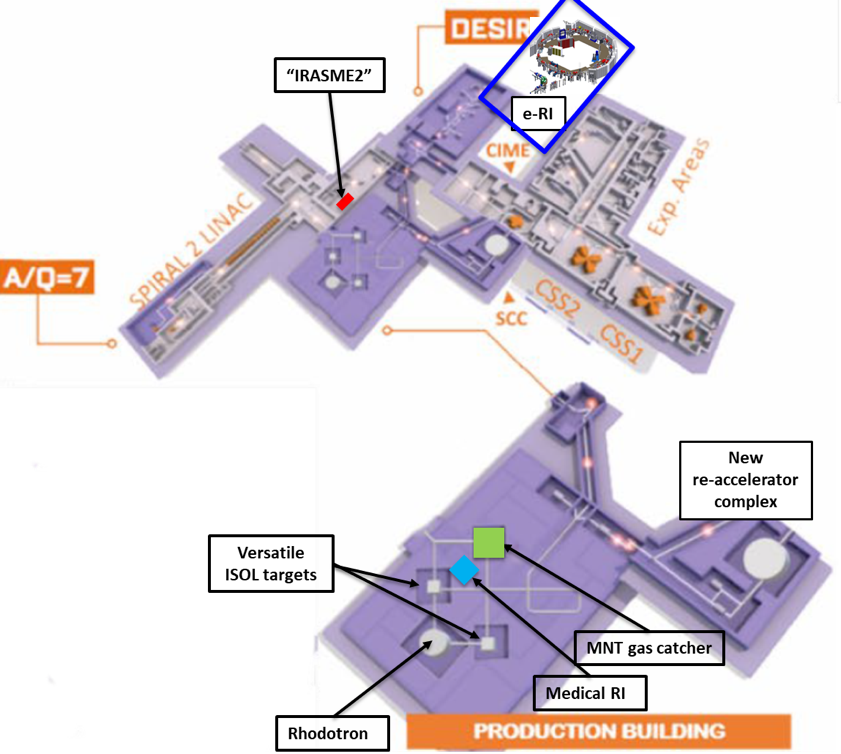 DESIR
“IRASME2”
e-RI
CIME
Exp. Areas
SPIRAL 2 LINAC
A/Q=7
CSS2
SCC
CSS1
New
re-accelerator
complex
Versatile
ISOL targets
MNT gas catcher
Medical RI
Rhodotron
PRODUCTION BUILDING